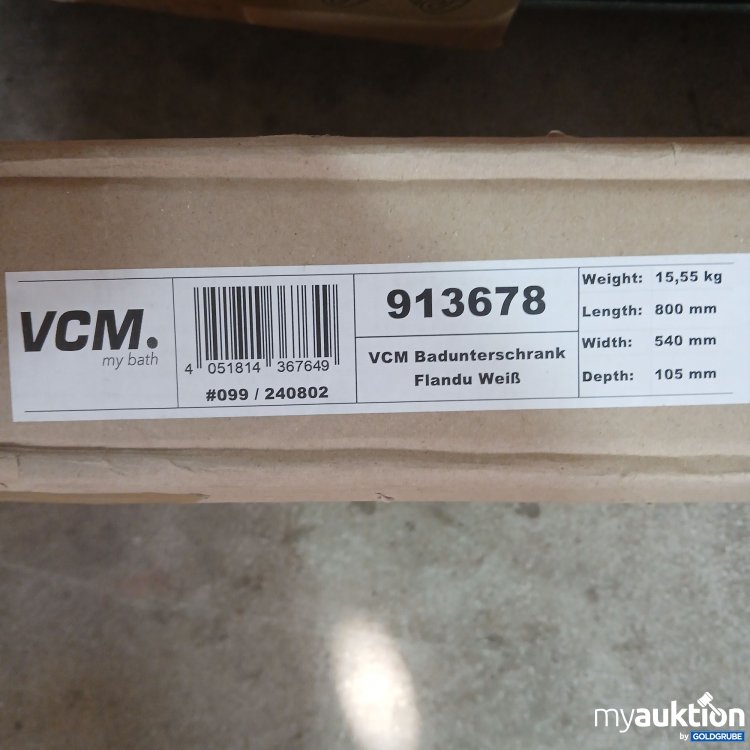 VCM.
my bath
4 051814 367649
#099 / 240802
913678
VCM Badunterschrank
Flandu Weiß
Weight: 15,55 kg
Length: 800 mm
Width: 540 mm
Depth: 105 mm
myauktion
by GOLDGRUBE